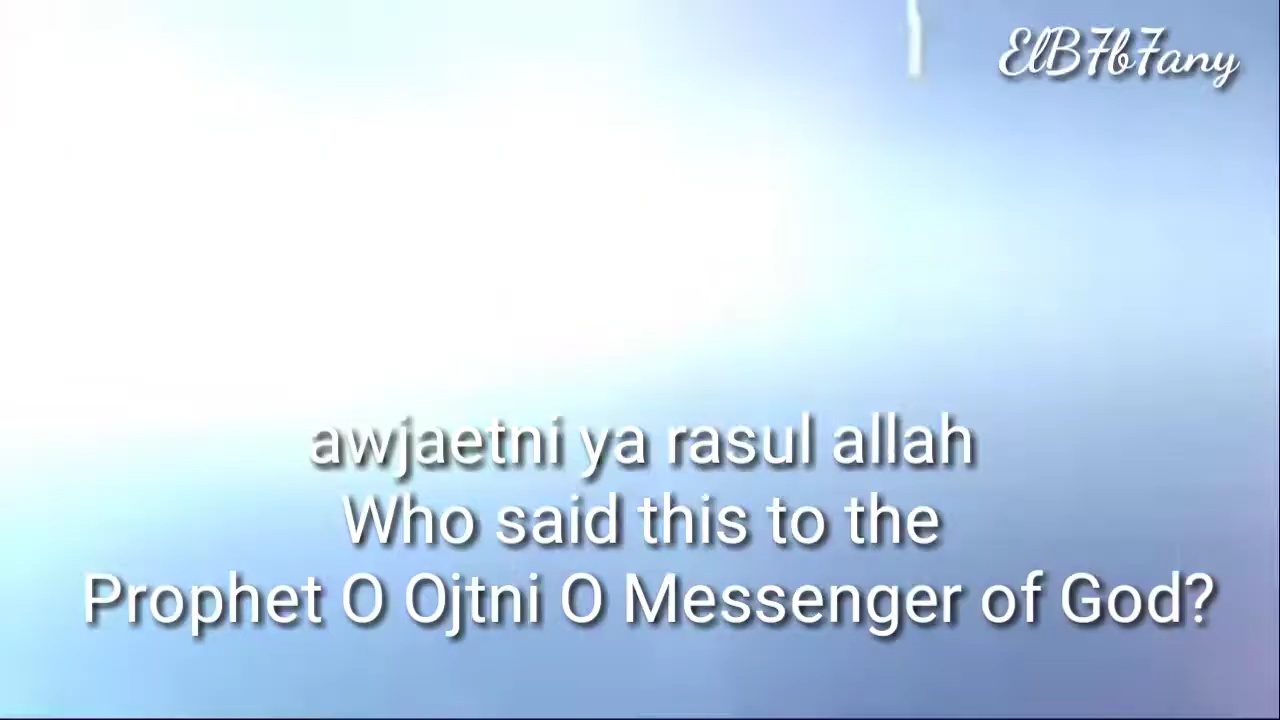 ElB7b7any
awjaetni ya rasul allah
Who said this to the
Prophet O Ojtni O Messenger of God?